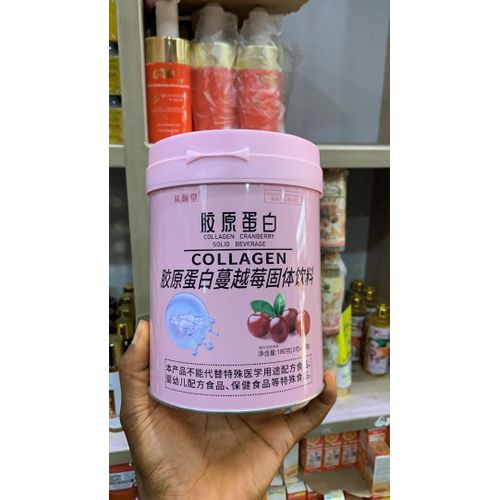 从颜堂
胶原蛋白
COLLAGEN CRANBERRY
SOLID BEVERAGE
COLLAGEN
胶原蛋白蔓越莓固体饮料
净含量:180克(3克
本产品不能代替特殊医学用途配方食品、
婴幼儿配方食品、保健食品等特殊食品。